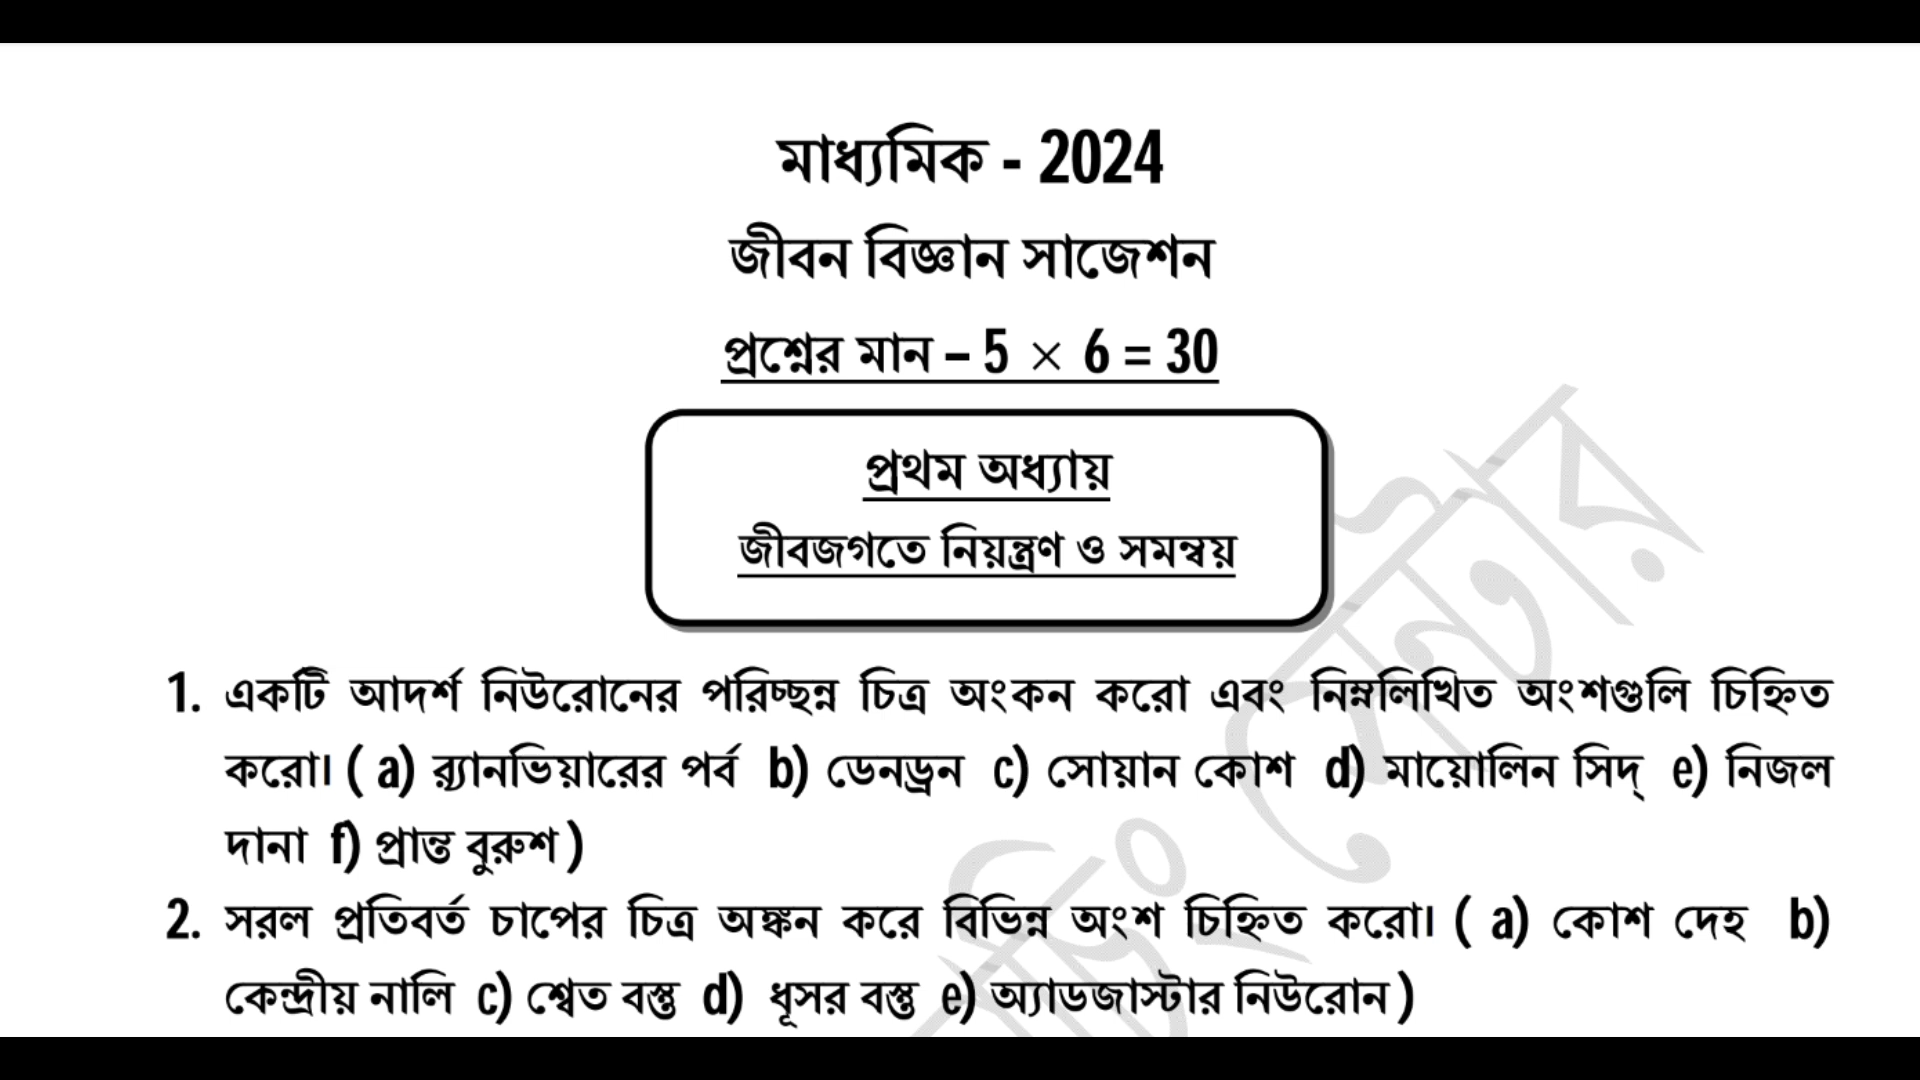 মাধ্যমিক - 2024
জীবন বিজ্ঞান সাজেশন
প্রশ্নের মান – 5 × 6 = 30
প্রথম অধ্যায়
জীবজগতে নিয়ন্ত্রণ ও সমন্বয়
1. একটি আদর্শ নিউরোনের পরিচ্ছন্ন চিত্র অংকন করো এবং নিম্নলিখিত অংশগুলি চিহ্নিত
করো। ( a) র‍্যানভিয়ারের পর্ব b) ডেনড্রন c) সোয়ান কোশ d) মায়োলিন সিদ্ e) নিজল
দানা f) প্রান্ত বুরুশ )
2. সরল প্রতিবর্ত চাপের চিত্র অঙ্কন করে বিভিন্ন অংশ চিহ্নিত করো। ( a) কোশ দেহ b)
কেন্দ্রীয় নালি c) শ্বেত বস্তু d) ধূসর বস্তু e) অ্যাডজাস্টার নিউরোন )
সেন্টার